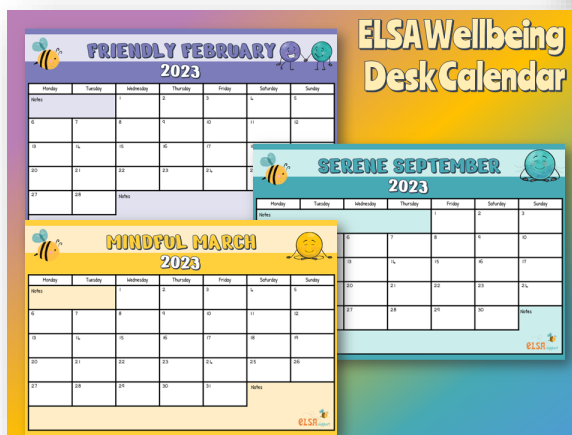 ELSA Wellbeing
Desk Calendar
FRIENDLY FEBRUARY
2023
Monday Tuesday Wednesday Thursday Friday Saturday Sunday
Notes 1 2 3 4 5
6 7 8 9 10 11 12
13 14 15 16 17
20 21 22 23 24
27 28 Notes
SERENE SEPTEMBER
2023
Monday Tuesday Wednesday Thursday Friday Saturday Sunday
Notes 1 2 3
6 7 8 9 10
13 14 15 16 17
20 21 22 23 24
27 28 29 30 Notes
ELSA support
MINDFUL MARCH
2023
Monday Tuesday Wednesday Thursday Friday Saturday Sunday
Notes 1 2 3 4 5
6 7 8 9 10 11 12
13 14 15 16 17 18 19
20 21 22 23 24 25 26
27 28 29 30 31 Notes
ELSA support